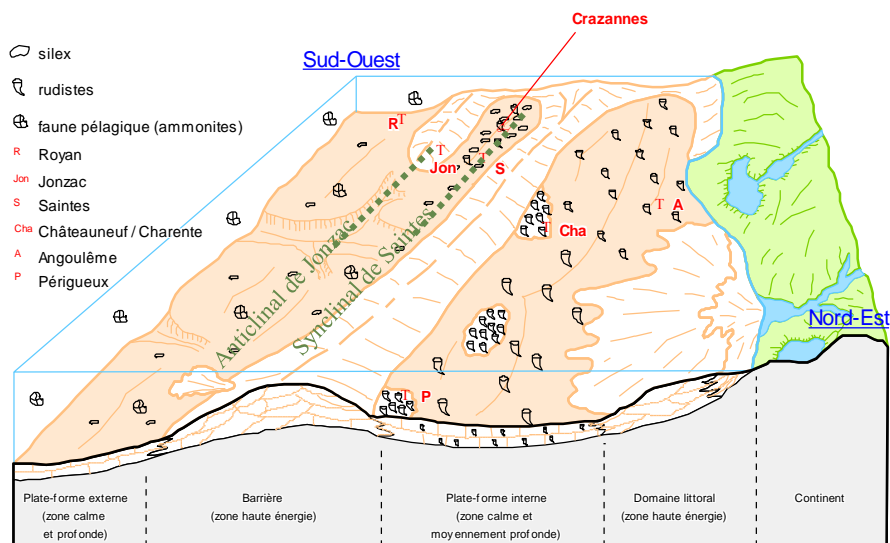 Crazannes
Sud-Ouest
silex
rudistes
faune pélagique (ammonites)
R Royan
Jon Jonzac
S Saintes
Cha Châteauneuf / Charente
A Angoulême
P Périgueux
R T
T
Jon
T
S
T
Cha
T
A
Anticlinal de Jonzac
Synclinal de Saintes
Nord-Est
T
P
Plate-forme externe
(zone calme
et profonde)
Barrière
(zone haute énergie)
Plate-forme interne
(zone calme et
moyennement profonde)
Domaine littoral
(zone haute énergie)
Continent